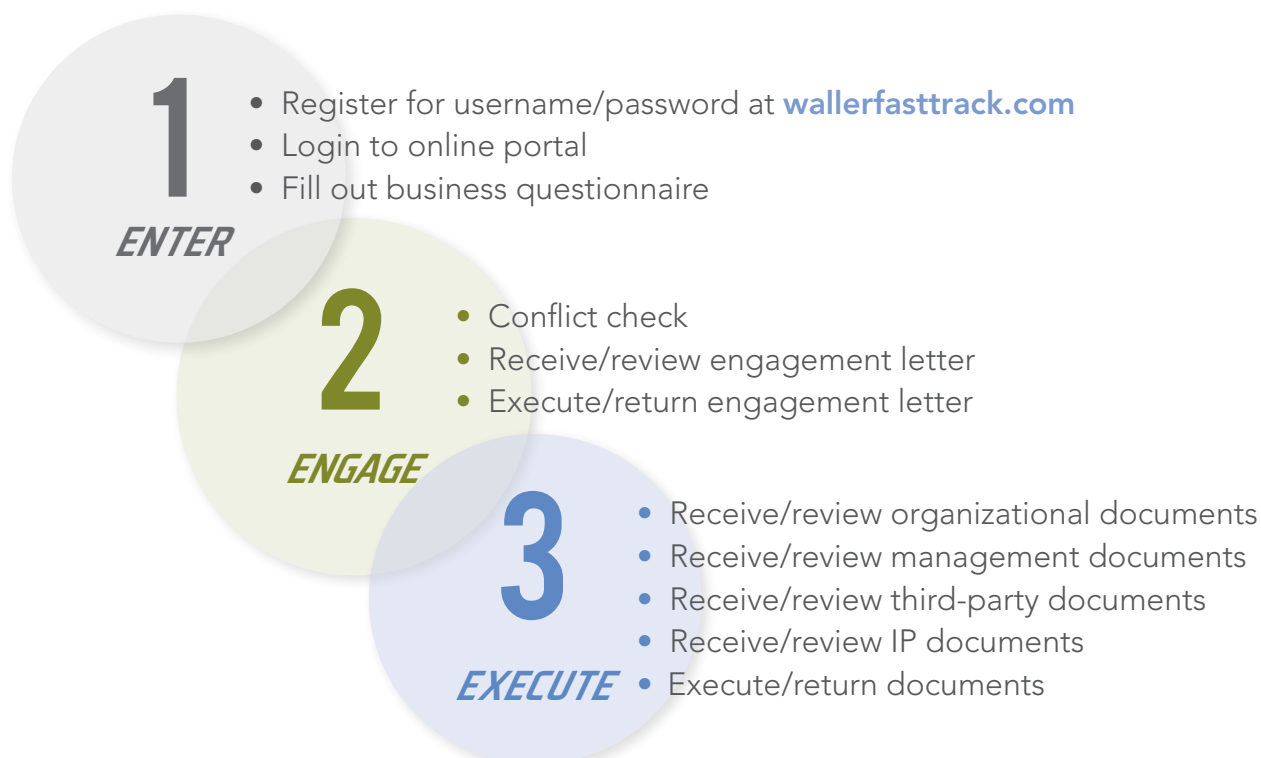 1
• Register for username/password at wallerfasttrack.com
• Login to online portal
• Fill out business questionnaire
ENTER
2
• Conflict check
• Receive/review engagement letter
• Execute/return engagement letter
ENGAGE
3
• Receive/review organizational documents
• Receive/review management documents
• Receive/review third-party documents
• Receive/review IP documents
EXECUTE • Execute/return documents